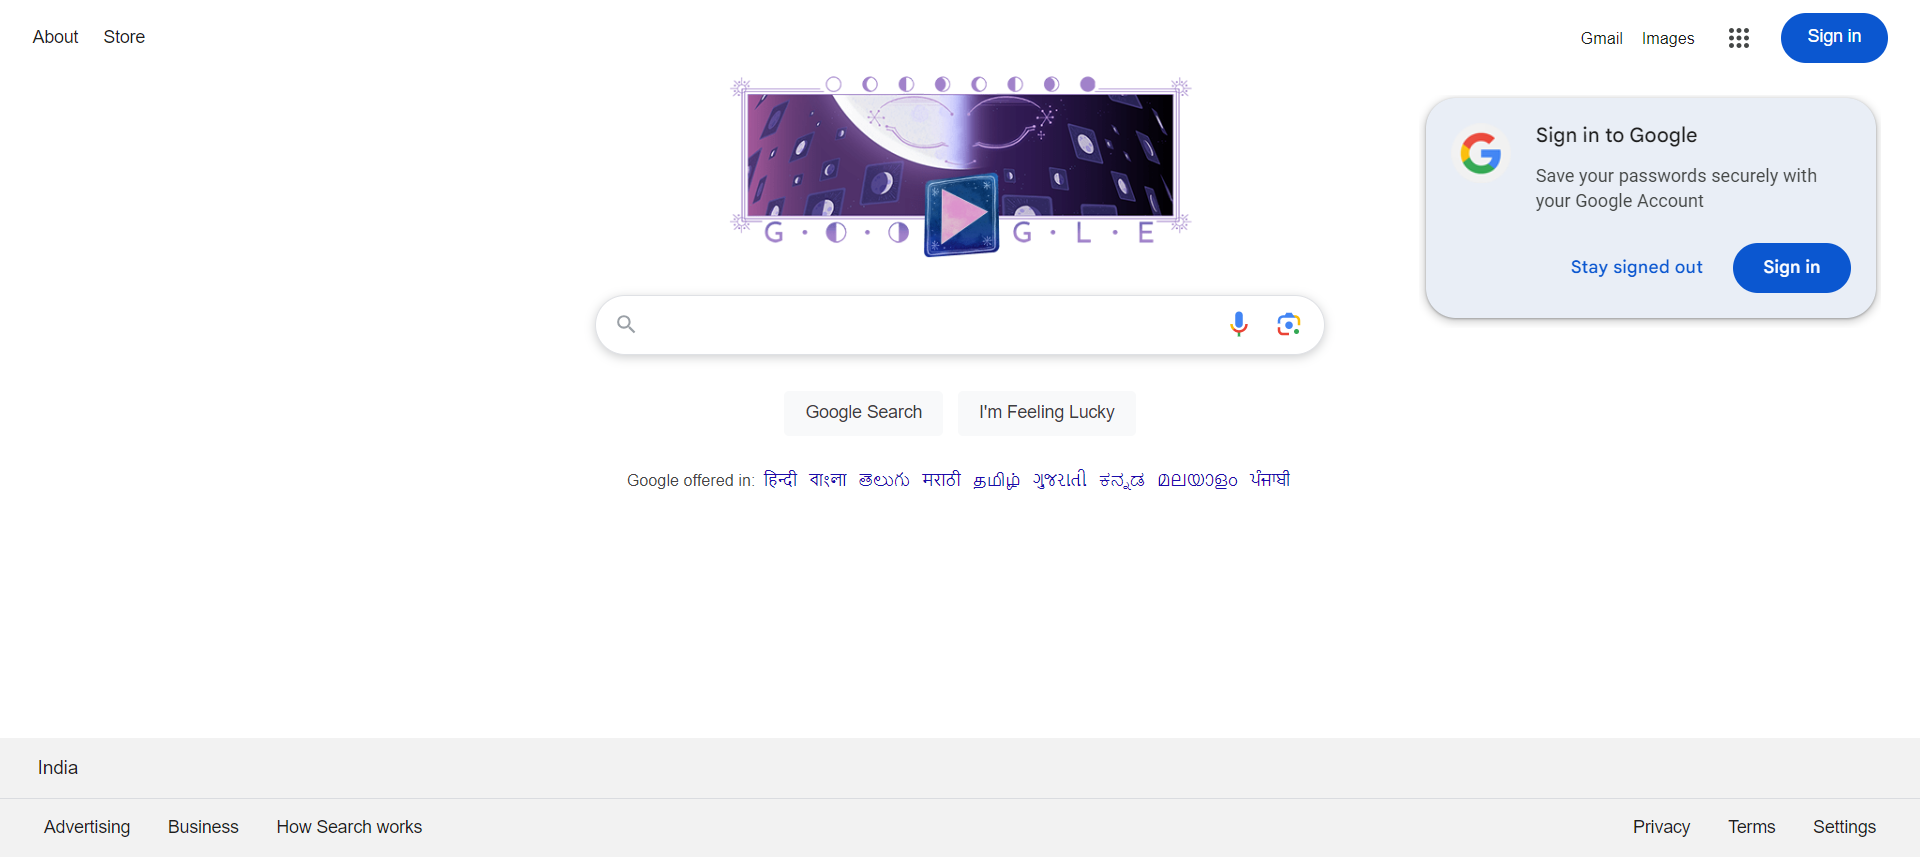 About Store
Gmail Images Sign in
G · O · O G · L · E
Sign in to Google
Save your passwords securely with
your Google Account
Stay signed out Sign in
Google Search I'm Feeling Lucky
Google offered in: हिन्दी বাংলা తెలుగు मराठी தமிழ் ગુજરાતી ಕನ್ನಡ മലയാളം ਪੰਜਾਬੀ
India
Advertising Business How Search works
Privacy Terms Settings